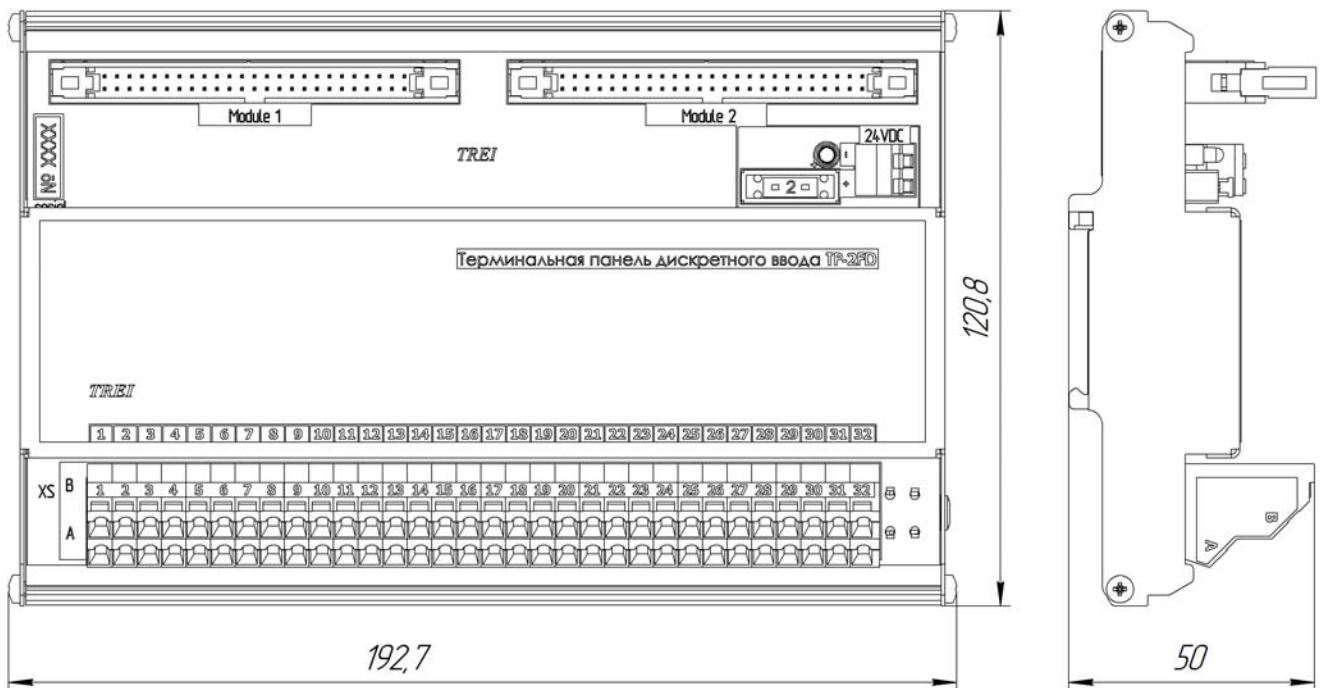 Module 1
Module 2
№ XXX
TREI
24VDC
-
+
2
Терминальная панель дискретного ввода TP-2FD
120,8
TREI
1 2 3 4 5 6 7 8 9 10 11 12 13 14 15 16 17 18 19 20 21 22 23 24 25 26 27 28 29 30 31 32
XS
B
1 2 3 4 5 6 7 8 9 10 11 12 13 14 15 16 17 18 19 20 21 22 23 24 25 26 27 28 29 30 31 32
A
B
A
192,7
50